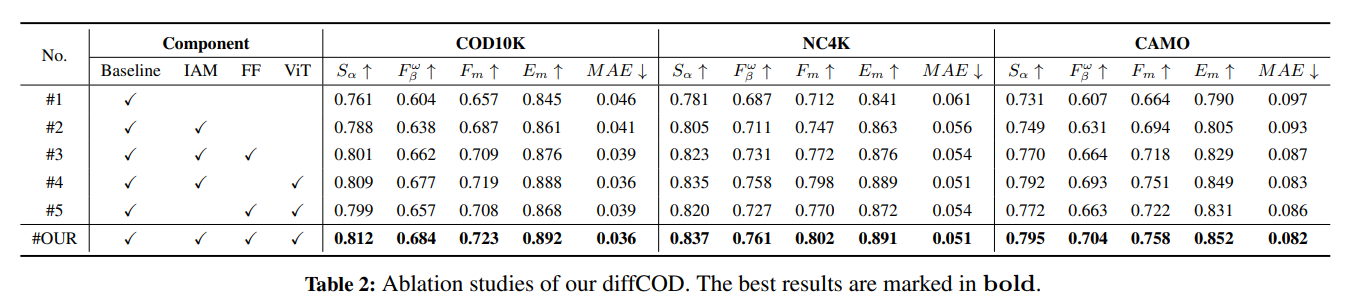 No. Component COD10K NC4K CAMO
Baseline IAM FF ViT Sα ↑ Fβω ↑ Fm ↑ Em ↑ MAE ↓ Sα ↑ Fβω ↑ Fm ↑ Em ↑ MAE ↓ Sα ↑ Fβω ↑ Fm ↑ Em ↑ MAE ↓
#1 ✓ 0.761 0.604 0.657 0.845 0.046 0.781 0.687 0.712 0.841 0.061 0.731 0.607 0.664 0.790 0.097
#2 ✓ ✓ 0.788 0.638 0.687 0.861 0.041 0.805 0.711 0.747 0.863 0.056 0.749 0.631 0.694 0.805 0.093
#3 ✓ ✓ ✓ 0.801 0.662 0.709 0.876 0.039 0.823 0.731 0.772 0.876 0.054 0.770 0.664 0.718 0.829 0.087
#4 ✓ ✓ ✓ 0.809 0.677 0.719 0.888 0.036 0.835 0.758 0.798 0.889 0.051 0.792 0.693 0.751 0.849 0.083
#5 ✓ ✓ ✓ 0.799 0.657 0.708 0.868 0.039 0.820 0.727 0.770 0.872 0.054 0.772 0.663 0.722 0.831 0.086
#OUR ✓ ✓ ✓ ✓ 0.812 0.684 0.723 0.892 0.036 0.837 0.761 0.802 0.891 0.051 0.795 0.704 0.758 0.852 0.082
Table 2: Ablation studies of our diffCOD. The best results are marked in bold.